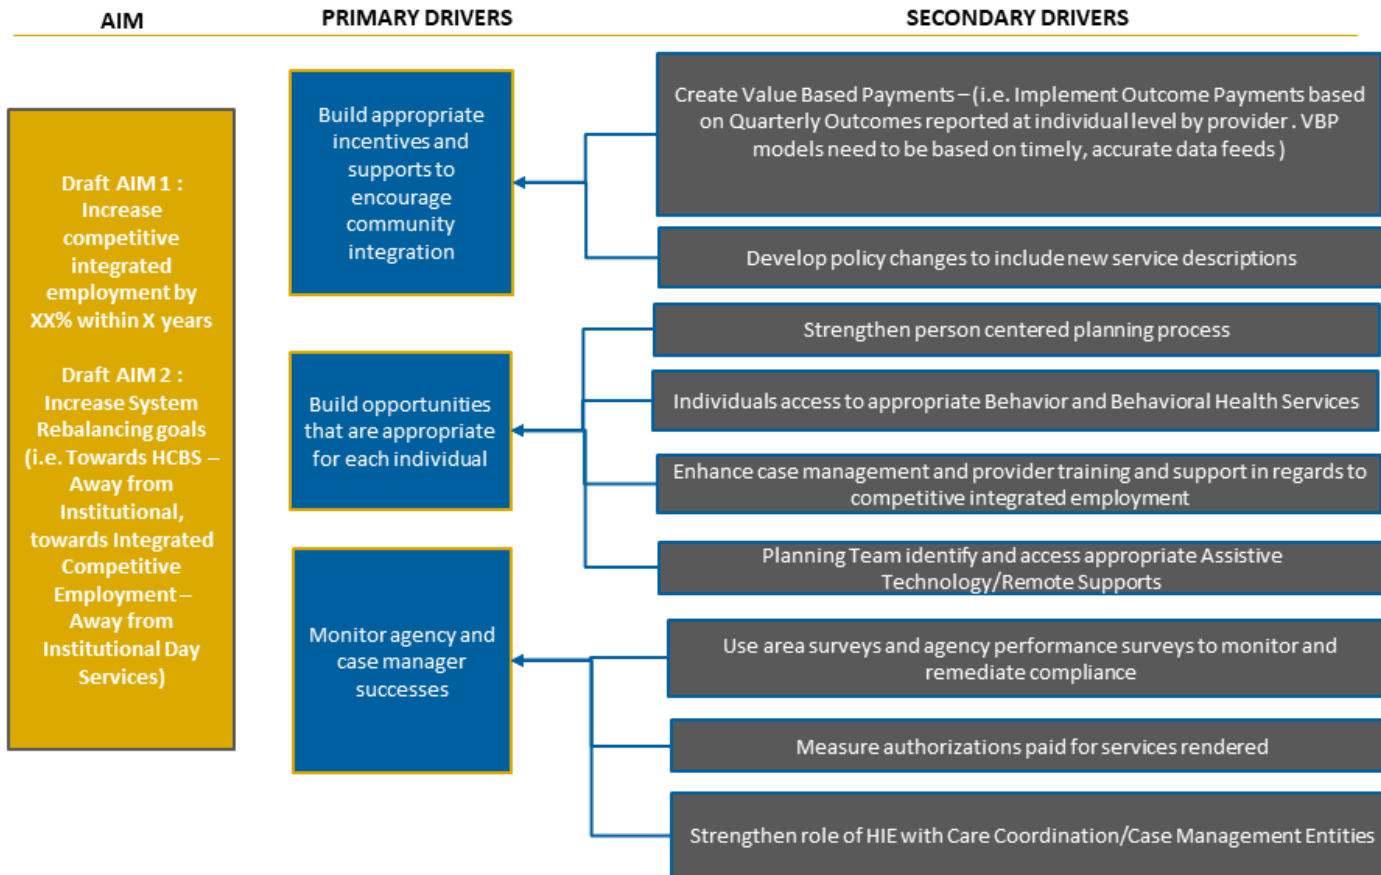 AIM
PRIMARY DRIVERS
SECONDARY DRIVERS
Draft AIM 1 :
Increase
competitive
integrated
employment by
XX% within X years
Draft AIM 2 :
Increase System
Rebalancing goals
(i.e. Towards HCBS –
Away from
Institutional,
towards Integrated
Competitive
Employment –
Away from
Institutional Day
Services)
Build appropriate
incentives and
supports to
encourage
community
integration
Create Value Based Payments – (i.e. Implement Outcome Payments based
on Quarterly Outcomes reported at individual level by provider . VBP
models need to be based on timely, accurate data feeds )
Develop policy changes to include new service descriptions
Build opportunities
that are appropriate
for each individual
Strengthen person centered planning process
Individuals access to appropriate Behavior and Behavioral Health Services
Enhance case management and provider training and support in regards to
competitive integrated employment
Planning Team identify and access appropriate Assistive
Technology/Remote Supports
Monitor agency and
case manager
successes
Use area surveys and agency performance surveys to monitor and
remediate compliance
Measure authorizations paid for services rendered
Strengthen role of HIE with Care Coordination/Case Management Entities